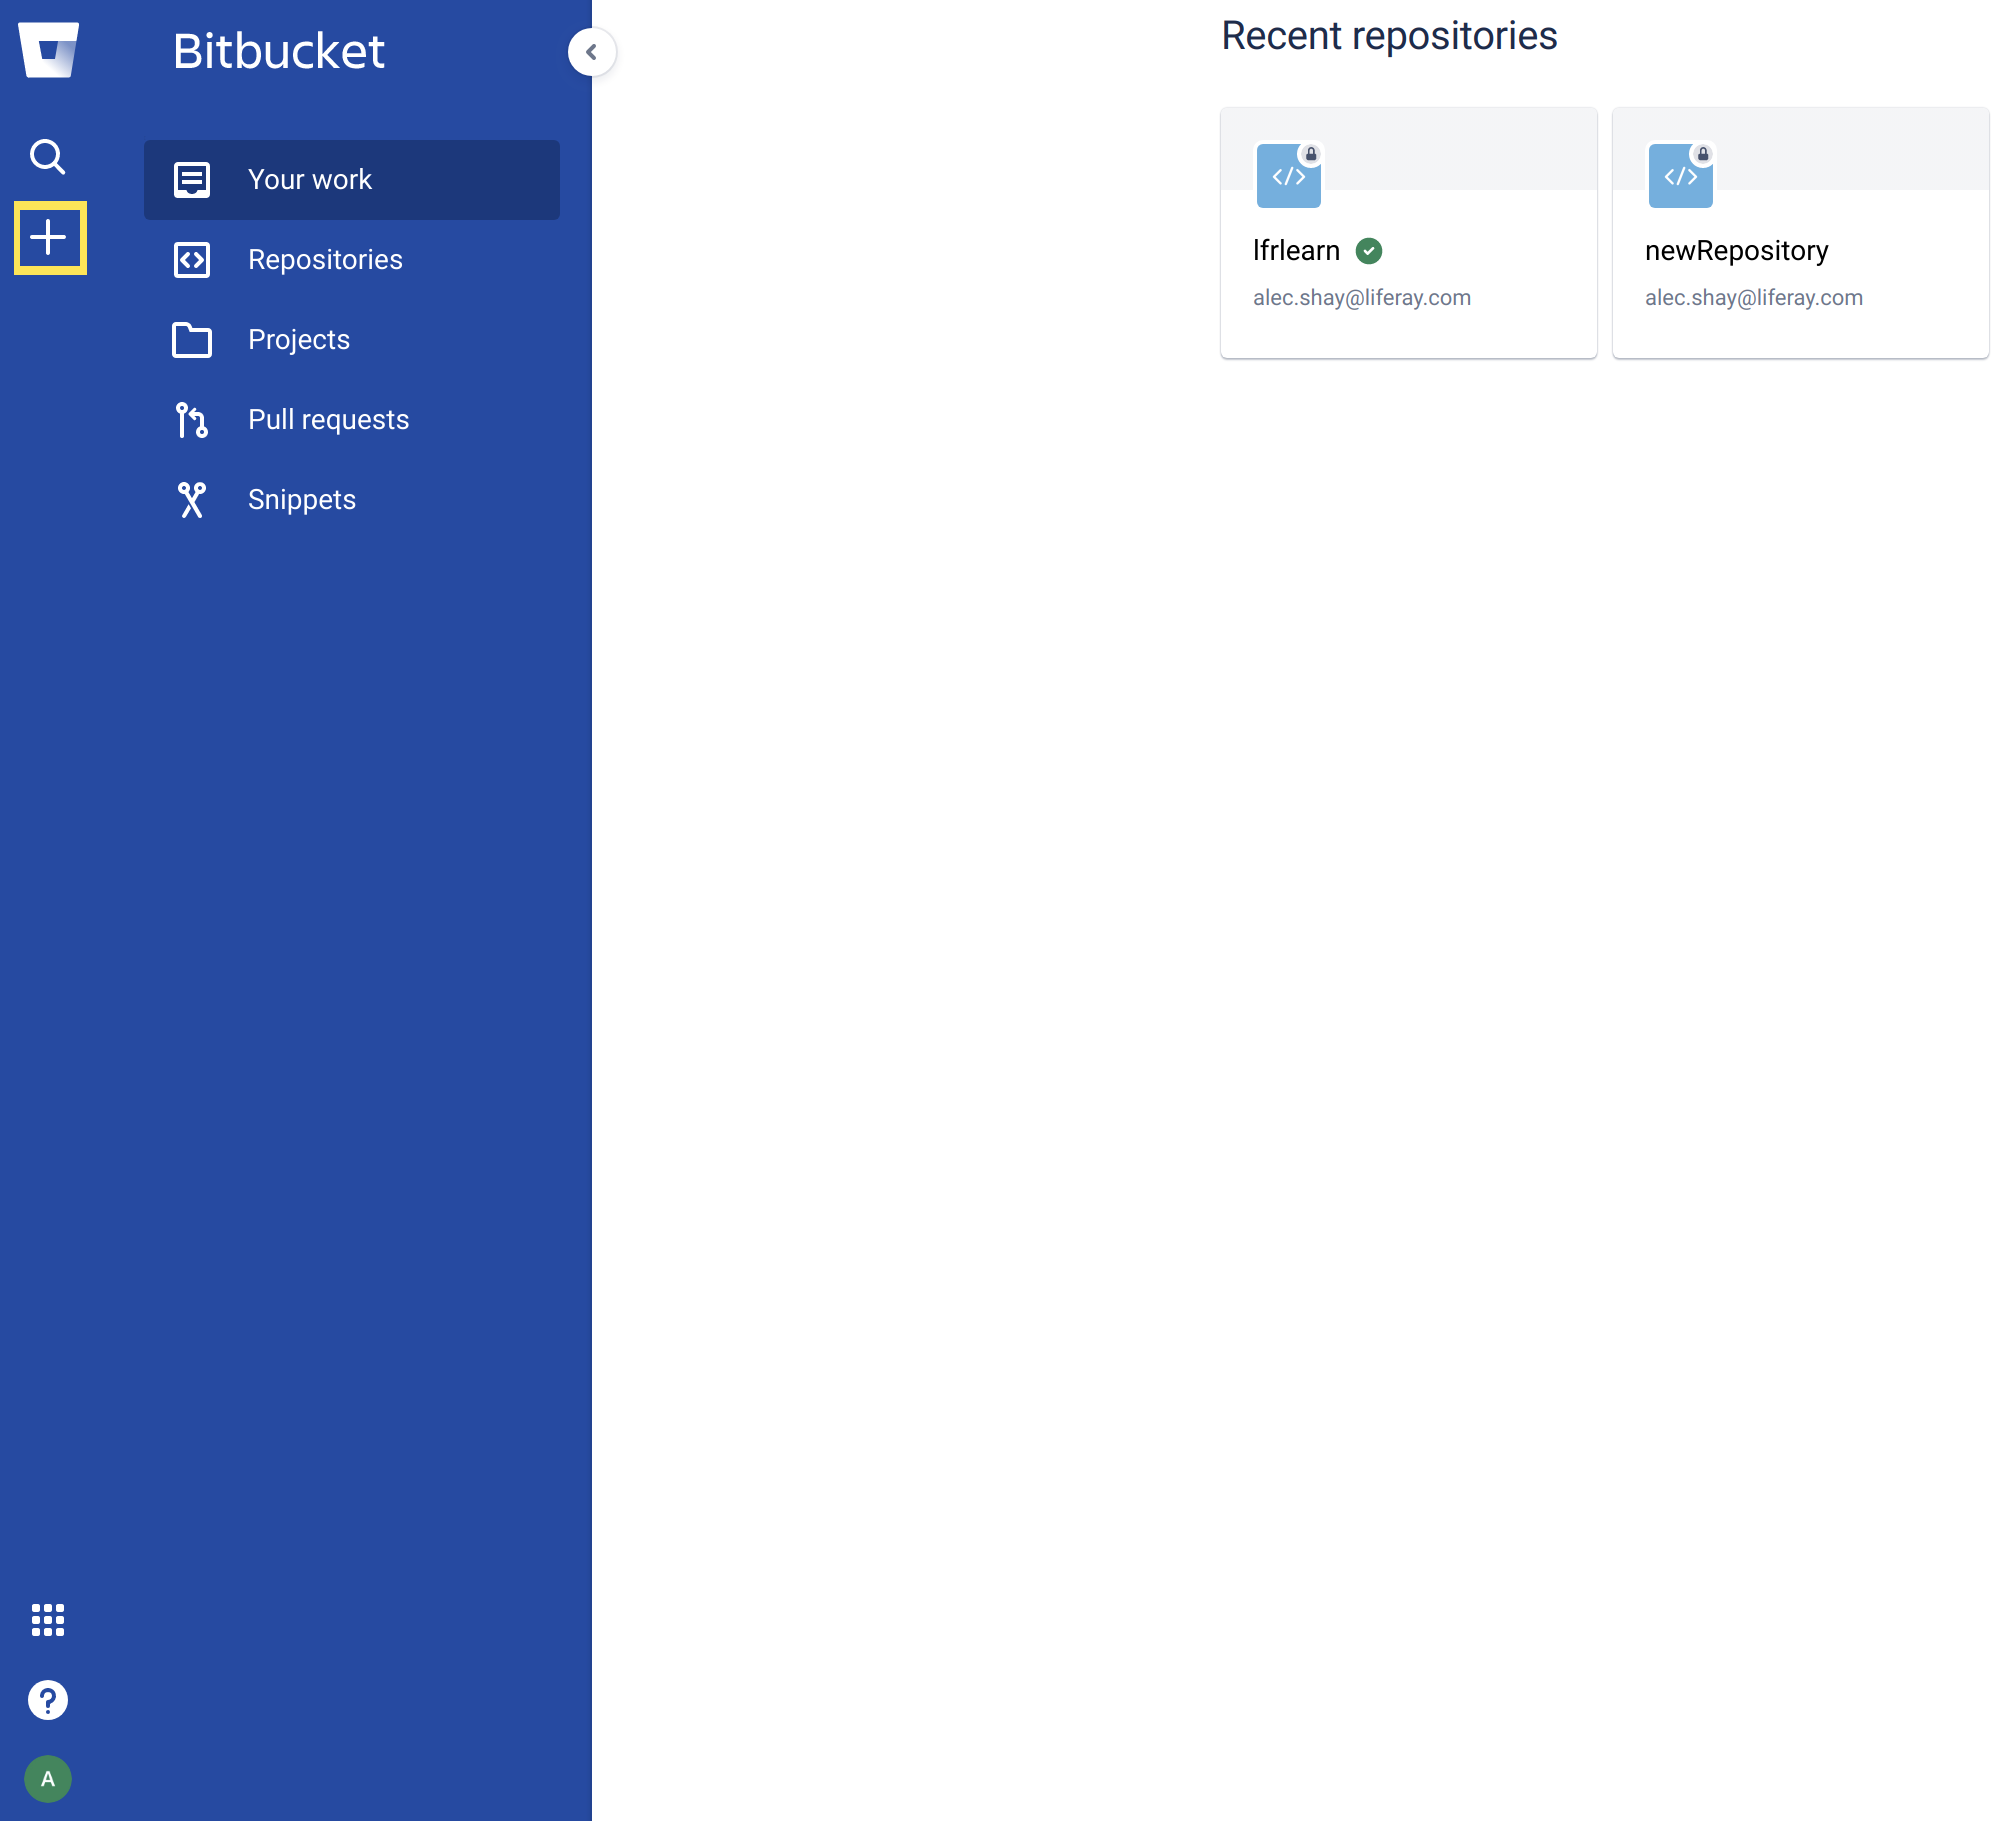 Bitbucket
Your work
Repositories
Projects
Pull requests
Snippets
A
Recent repositories
lfrlearn
alec.shay@liferay.com
newRepository
alec.shay@liferay.com